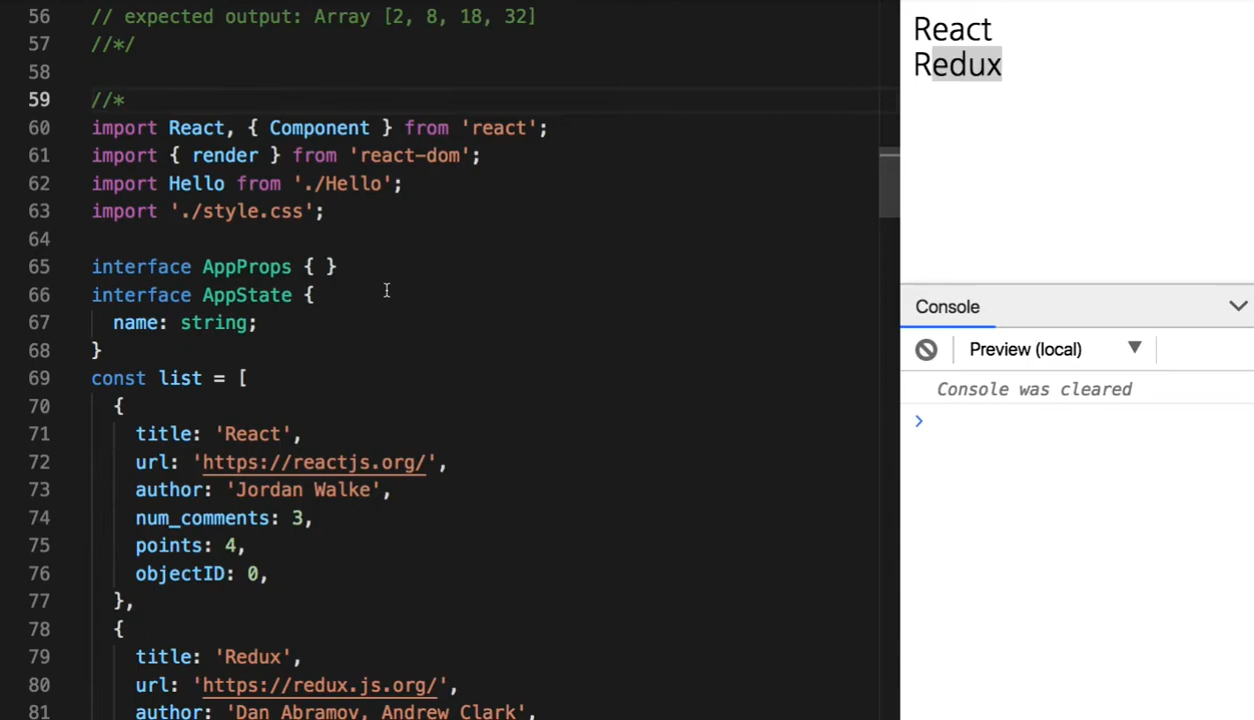 56 // expected output: Array [2, 8, 18, 32]
57 //*/
58
59 //*
60 import React, { Component } from 'react';
61 import { render } from 'react-dom';
62 import Hello from './Hello';
63 import './style.css';
64
65 interface AppProps { }
66 interface AppState {
67 name: string;
68 }
69 const list = [
70 {
71 title: 'React',
72 url: 'https://reactjs.org/',
73 author: 'Jordan Walke',
74 num_comments: 3,
75 points: 4,
76 objectID: 0,
77 },
78 {
79 title: 'Redux',
80 url: 'https://redux.js.org/',
81 author: 'Dan Abramov, Andrew Clark',
React
Redux
Console
Preview (local)
Console was cleared